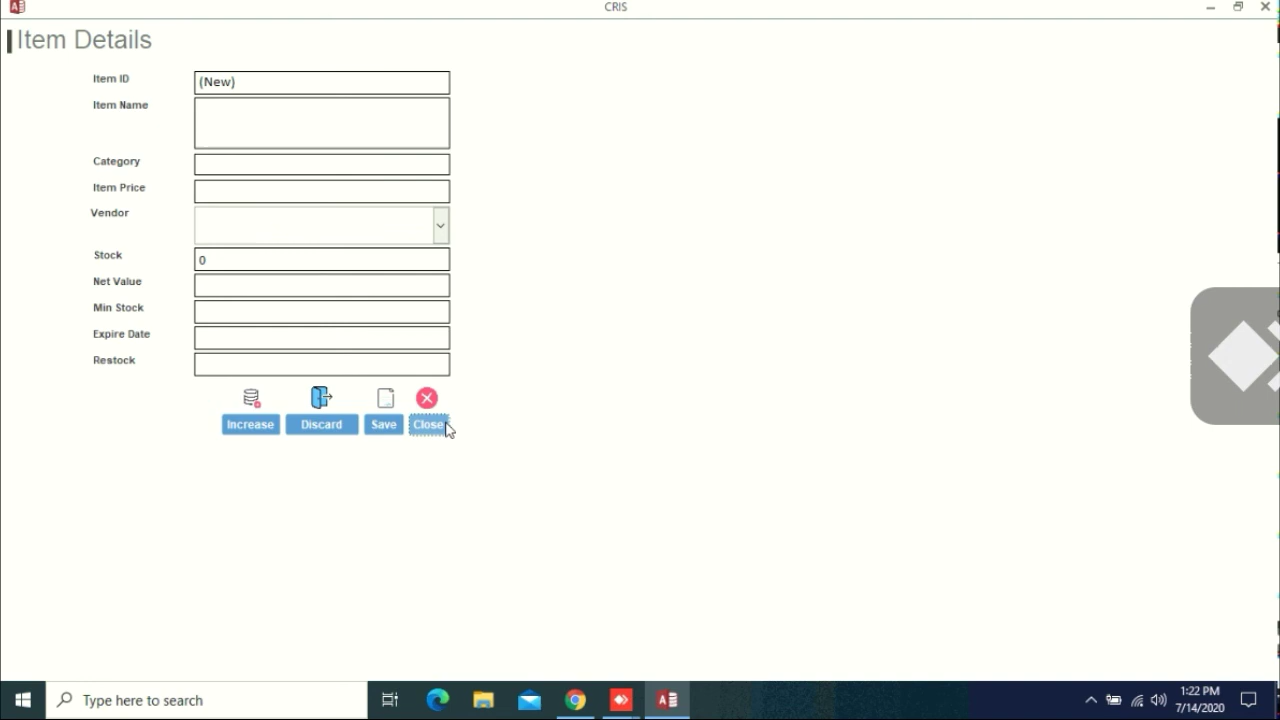 CRIS
Item Details
Item ID
(New)
Item Name
Category
Item Price
Vendor
Stock
0
Net Value
Min Stock
Expire Date
Restock
Increase
Discard
Save
Close
Type here to search
1:22 PM
7/14/2020